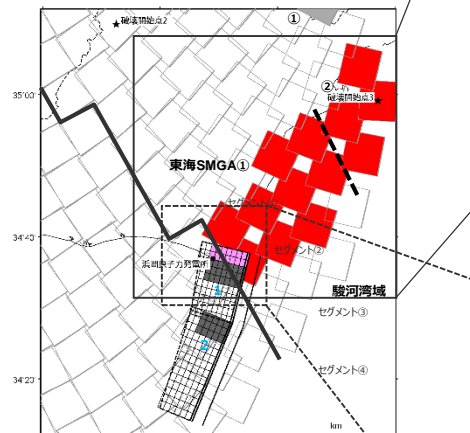 ①
★破壊開始点2
②
破壊開始点3★
35°00'
東海SMGA①
セグメント
34°40'
セグメント②
浜岡原子力発電所
1
駿河湾域
セグメント③
2
セグメント④
34°20'
km